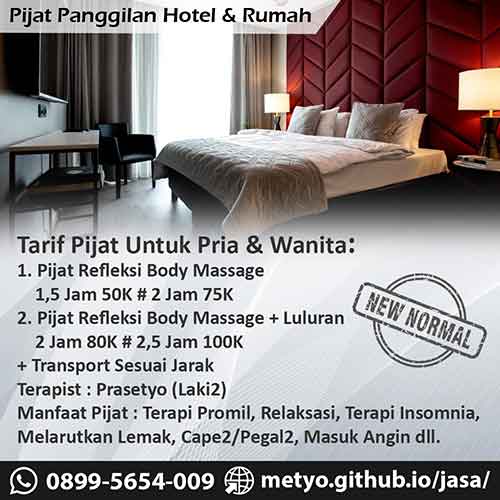 Pijat Panggilan Hotel & Rumah
Tarif Pijat Untuk Pria & Wanita:
1. Pijat Refleksi Body Massage
1,5 Jam 50K # 2 Jam 75K
2. Pijat Refleksi Body Massage + Luluran
2 Jam 80K # 2,5 Jam 100K
+ Transport Sesuai Jarak
Terapist : Prasetyo (Laki2)
Manfaat Pijat : Terapi Promil, Relaksasi, Terapi Insomnia,
Melarutkan Lemak, Cape2/Pegal2, Masuk Angin dll.
NEW NORMAL
0899-5654-009 metyo.github.io/jasa/